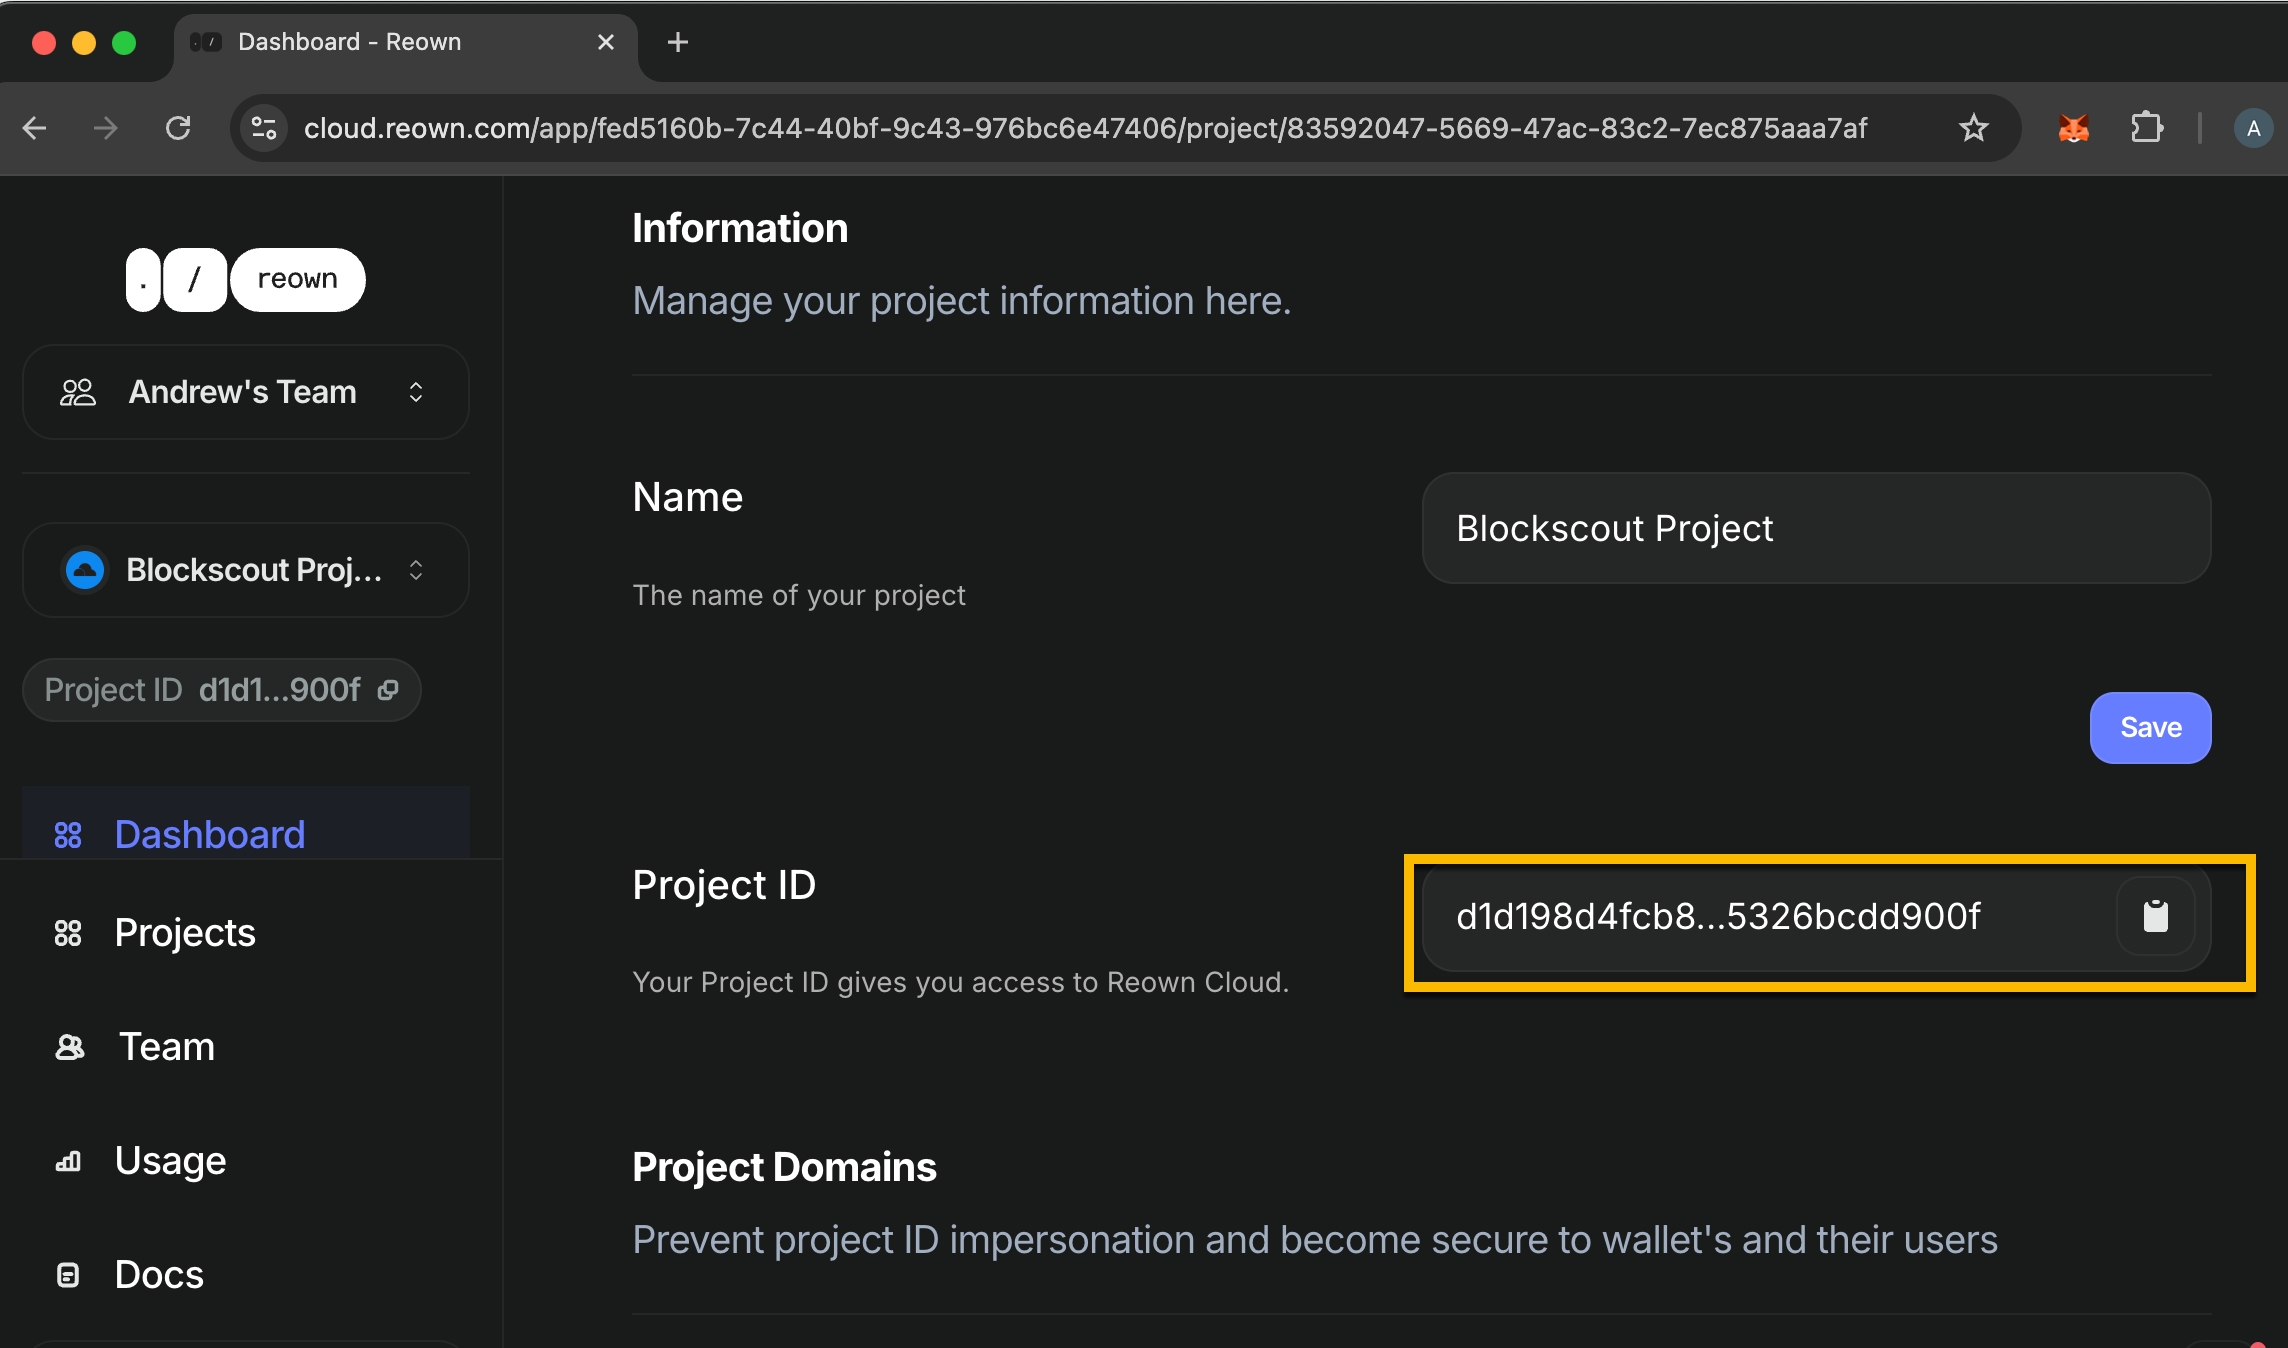 Dashboard - Reown
cloud.reown.com/app/fed5160b-7c44-40bf-9c43-976bc6e47406/project/83592047-5669-47ac-83c2-7ec875aaa7af
A
. / reown
Andrew's Team
Blockscout Proj...
Project ID d1d1...900f
Dashboard
Projects
Team
Usage
Docs
Information
Manage your project information here.
Name
Blockscout Project
The name of your project
Save
Project ID
d1d198d4fcb8...5326bcdd900f
Your Project ID gives you access to Reown Cloud.
Project Domains
Prevent project ID impersonation and become secure to wallet's and their users